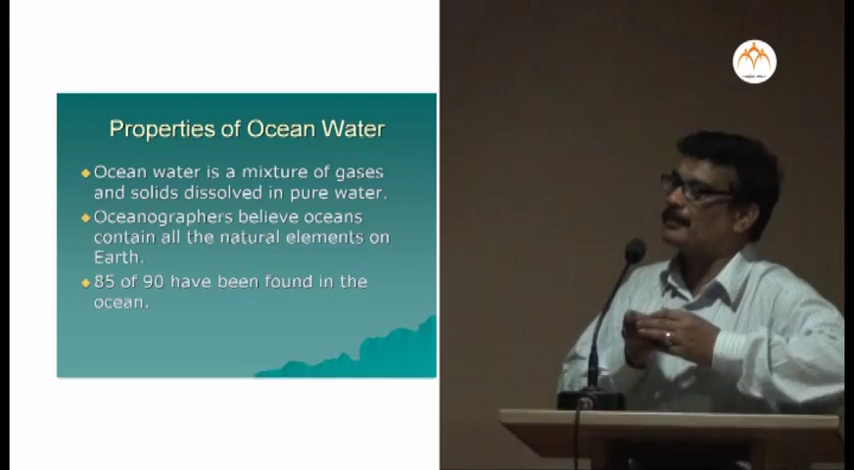 Properties of Ocean Water
Ocean water is a mixture of gases
and solids dissolved in pure water.
Oceanographers believe oceans
contain all the natural elements on
Earth.
85 of 90 have been found in the
ocean.